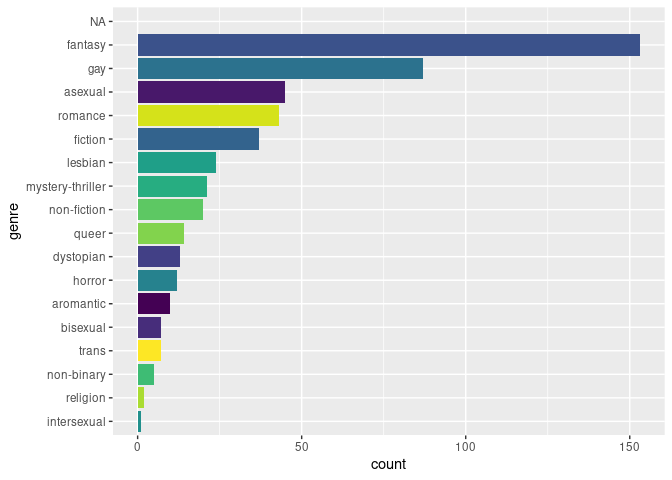 NA
fantasy
gay
asexual
romance
fiction
lesbian
mystery-thriller
non-fiction
queer
dystopian
horror
aromantic
bisexual
trans
non-binary
religion
intersexual
genre
0 50 100 150
count